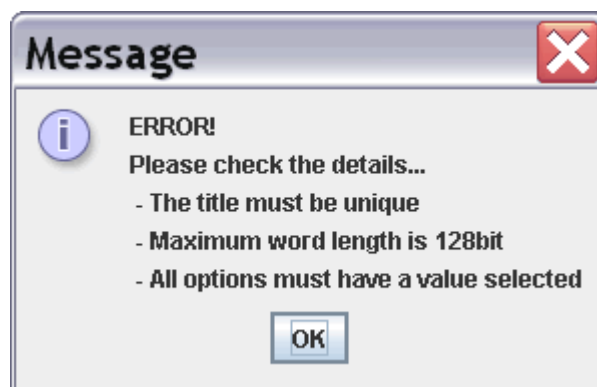 Message
ERROR!
Please check the details...
- The title must be unique
- Maximum word length is 128bit
- All options must have a value selected
OK